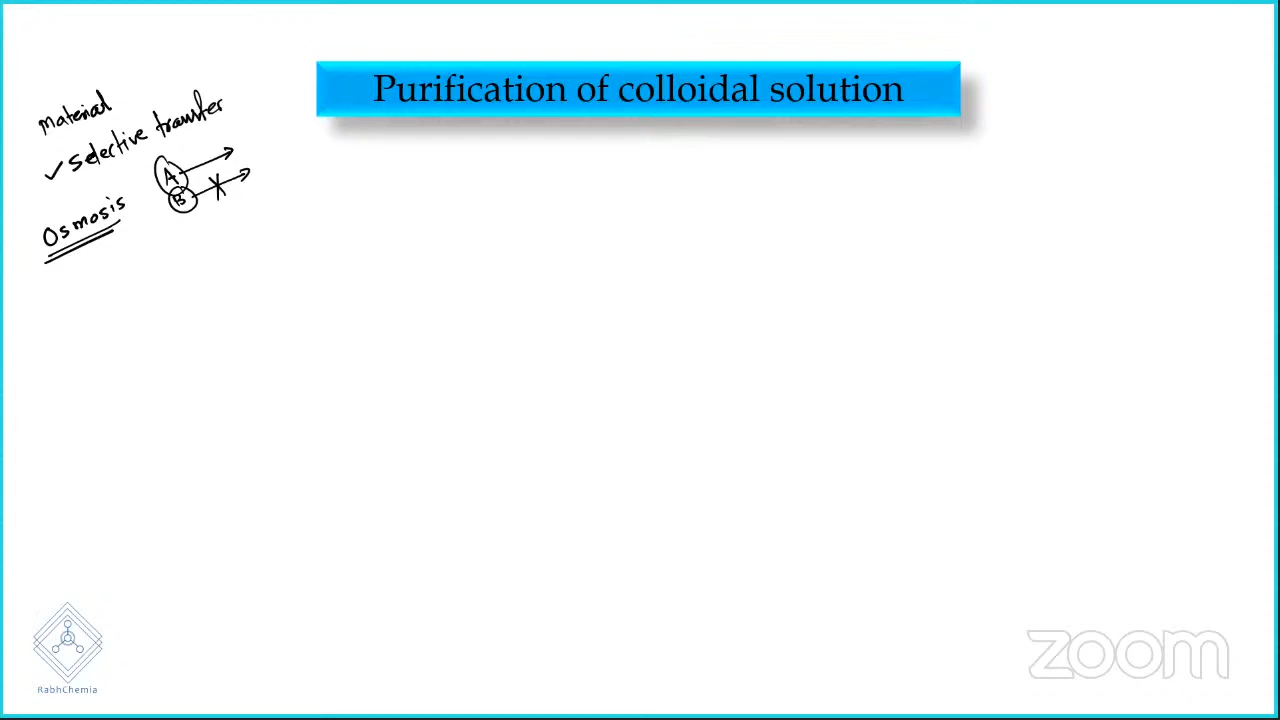 Purification of colloidal solution
Material
✓ Selective transfer
A
B
Osmosis
RabhChemia
zoom